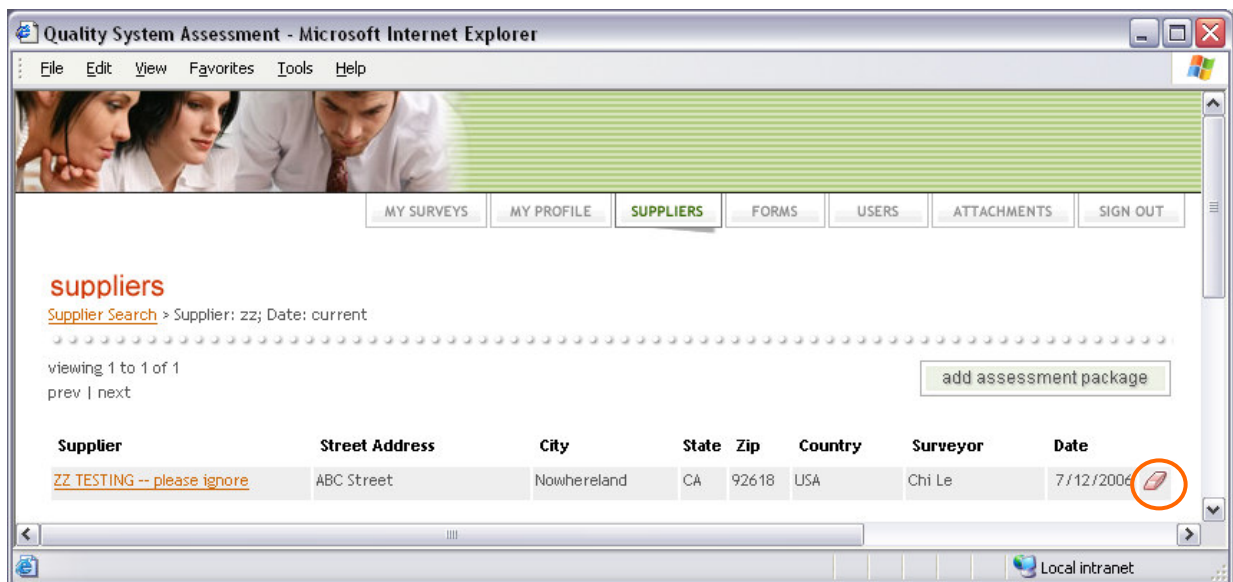 Quality System Assessment - Microsoft Internet Explorer
File Edit View Favorites Tools Help
MY SURVEYS MY PROFILE SUPPLIERS FORMS USERS ATTACHMENTS SIGN OUT
suppliers
Supplier Search > Supplier: zz; Date: current
viewing 1 to 1 of 1
add assessment package
prev | next
Supplier Street Address City State Zip Country Surveyor Date
ZZ TESTING -- please ignore ABC Street Nowhereland CA 92618 USA Chi Le 7/12/2006
Local intranet